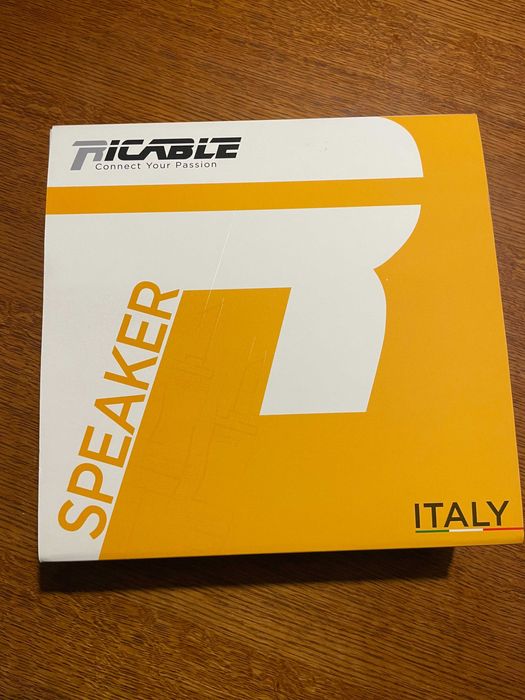 RICABLE
Connect Your Passion
SPEAKER
ITALY